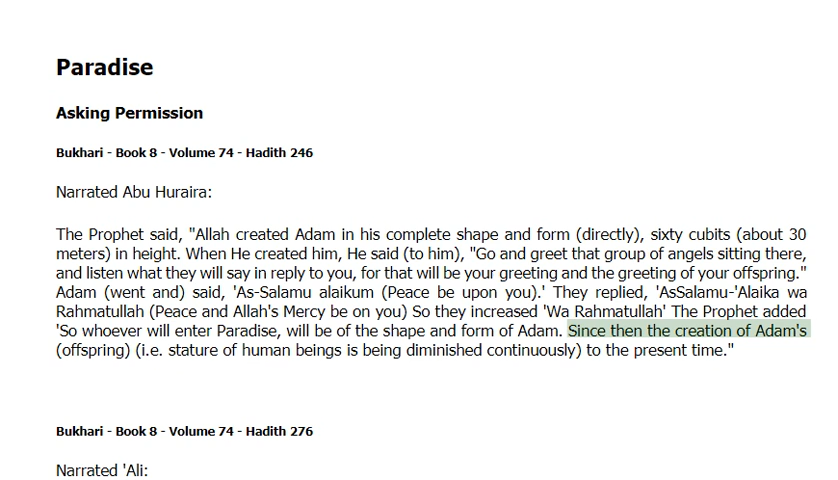 Paradise
Asking Permission
Bukhari - Book 8 - Volume 74 - Hadith 246
Narrated Abu Huraira:
The Prophet said, "Allah created Adam in his complete shape and form (directly), sixty cubits (about 30
meters) in height. When He created him, He said (to him), "Go and greet that group of angels sitting there,
and listen what they will say in reply to you, for that will be your greeting and the greeting of your offspring."
Adam (went and) said, 'As-Salamu alaikum (Peace be upon you).' They replied, 'AsSalamu-'Alaika wa
Rahmatullah (Peace and Allah's Mercy be on you) So they increased 'Wa Rahmatullah' The Prophet added
'So whoever will enter Paradise, will be of the shape and form of Adam. Since then the creation of Adam's
(offspring) (i.e. stature of human beings is being diminished continuously) to the present time."
Bukhari - Book 8 - Volume 74 - Hadith 276
Narrated 'Ali: